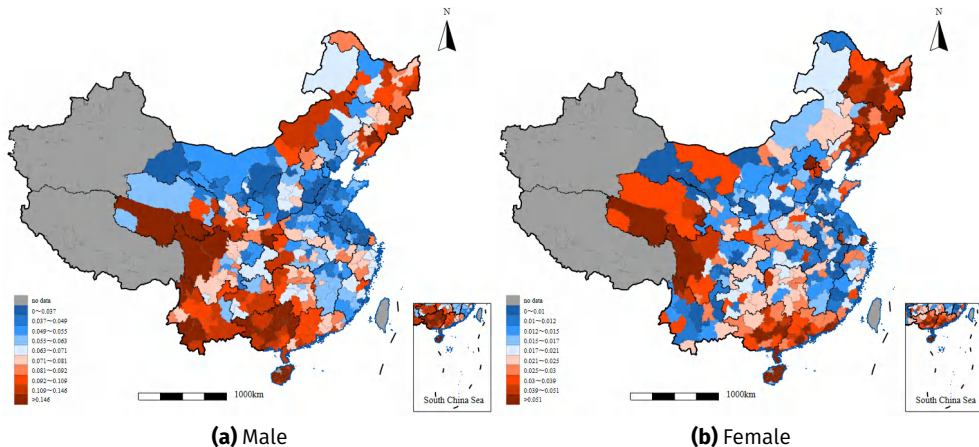 N
N
no data
0～0.037
0.037～0.049
0.049～0.055
0.055～0.063
0.063～0.071
0.071～0.081
0.081～0.092
0.092～0.109
0.109～0.146
>0.146
1000km
South China Sea
no data
0～0.01
0.01～0.012
0.012～0.015
0.015～0.017
0.017～0.021
0.021～0.025
0.025～0.03
0.03～0.039
0.039～0.051
>0.051
1000km
South China Sea
(a) Male
(b) Female